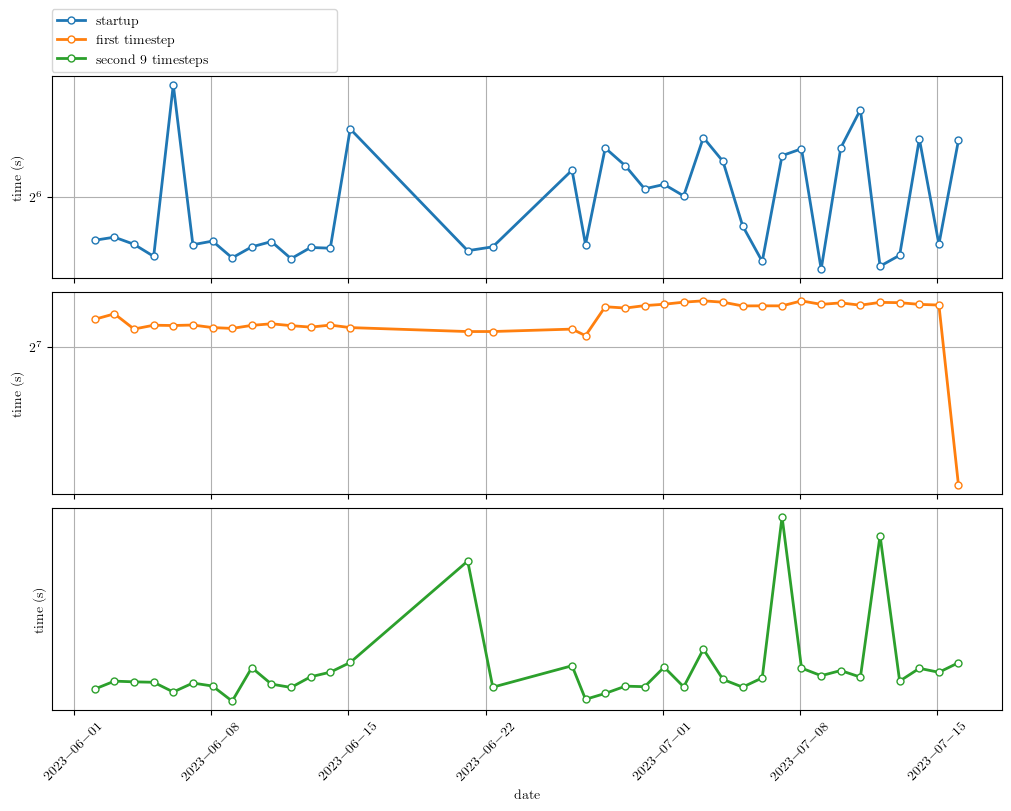 startup
first timestep
second 9 timesteps
time (s)
2^6
time (s)
2^7
time (s)
2023−06−01
2023−06−08
2023−06−15
2023−06−22
2023−07−01
2023−07−08
2023−07−15
date